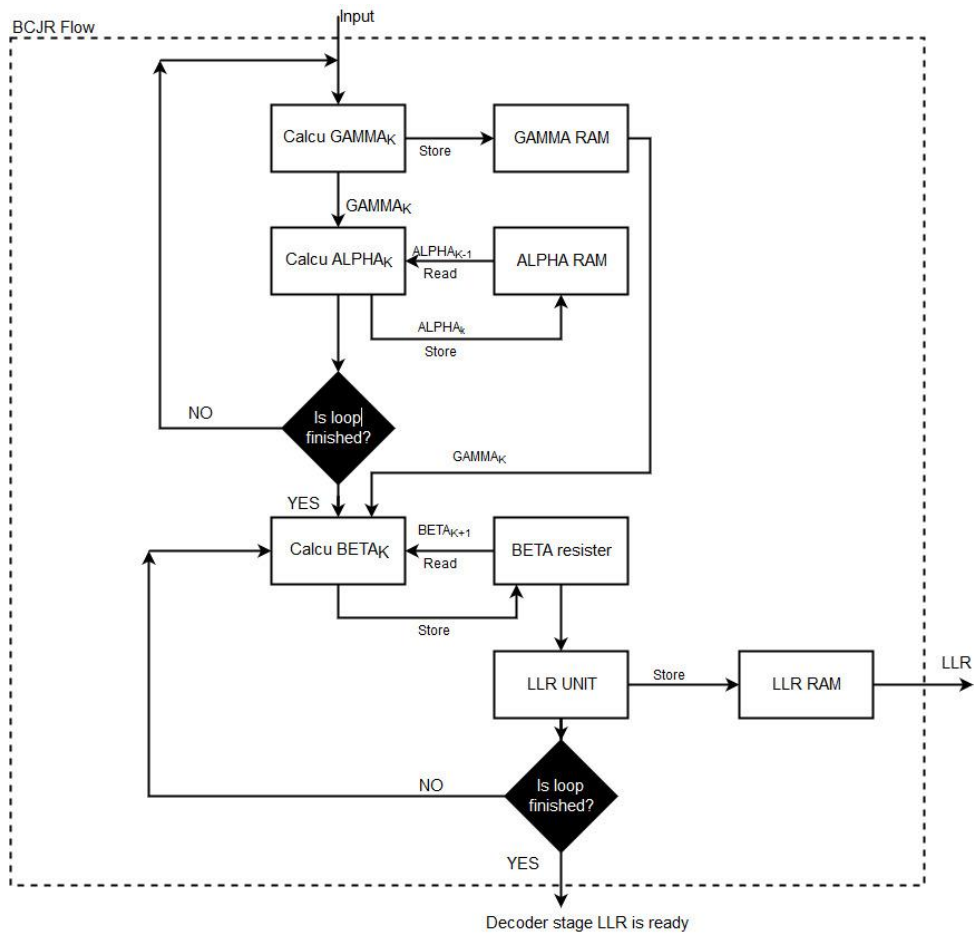 Input
BCJR Flow
Calcu GAMMAK
Store
GAMMA RAM
GAMMAK
Calcu ALPHAK
ALPHAK-1
Read
ALPHA RAM
ALPHAk
Store
NO
Is loop
finished?
GAMMAK
YES
Calcu BETAK
BETAK+1
Read
BETA resister
Store
LLR UNIT
Store
LLR RAM
LLR
NO
Is loop
finished?
YES
Decoder stage LLR is ready